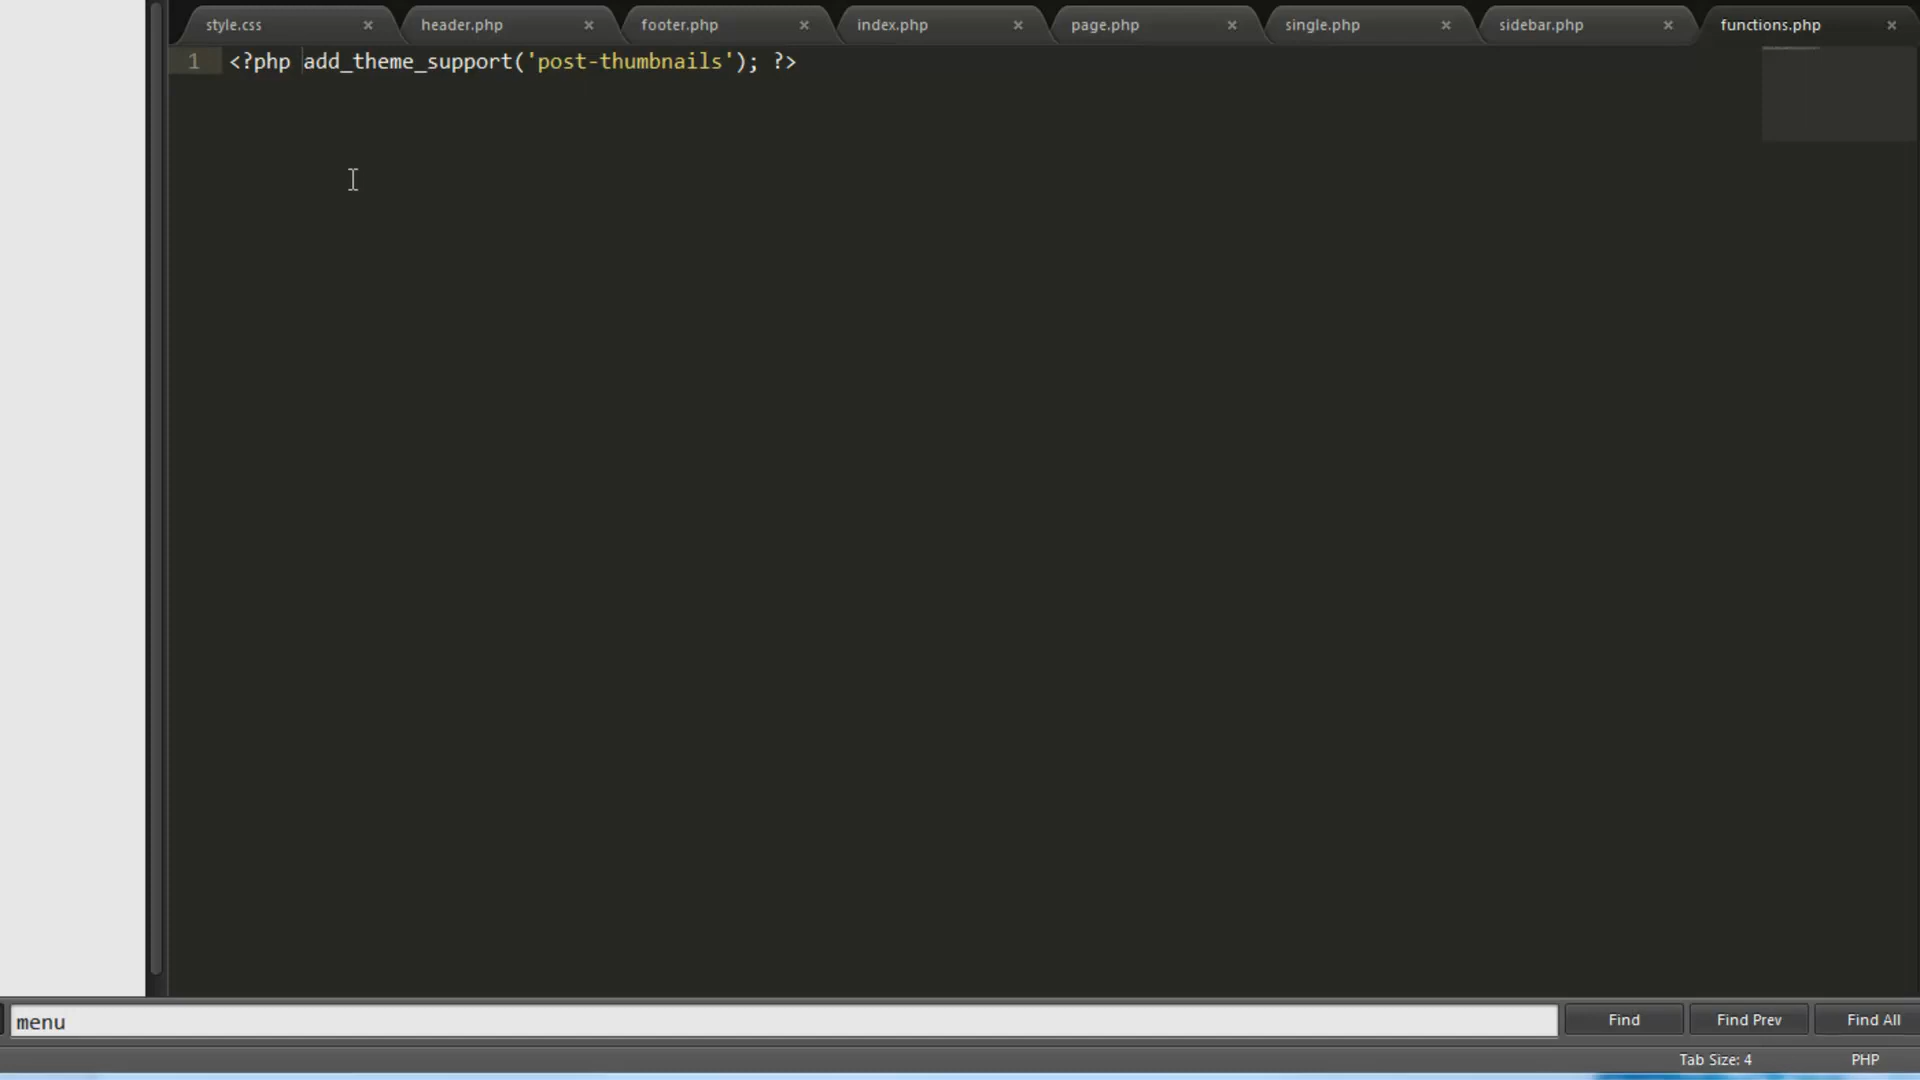 style.css × header.php × footer.php × index.php × page.php × single.php × sidebar.php × functions.php ×
1 <?php add_theme_support('post-thumbnails'); ?>
menu Find Find Prev Find All
Tab Size: 4 PHP